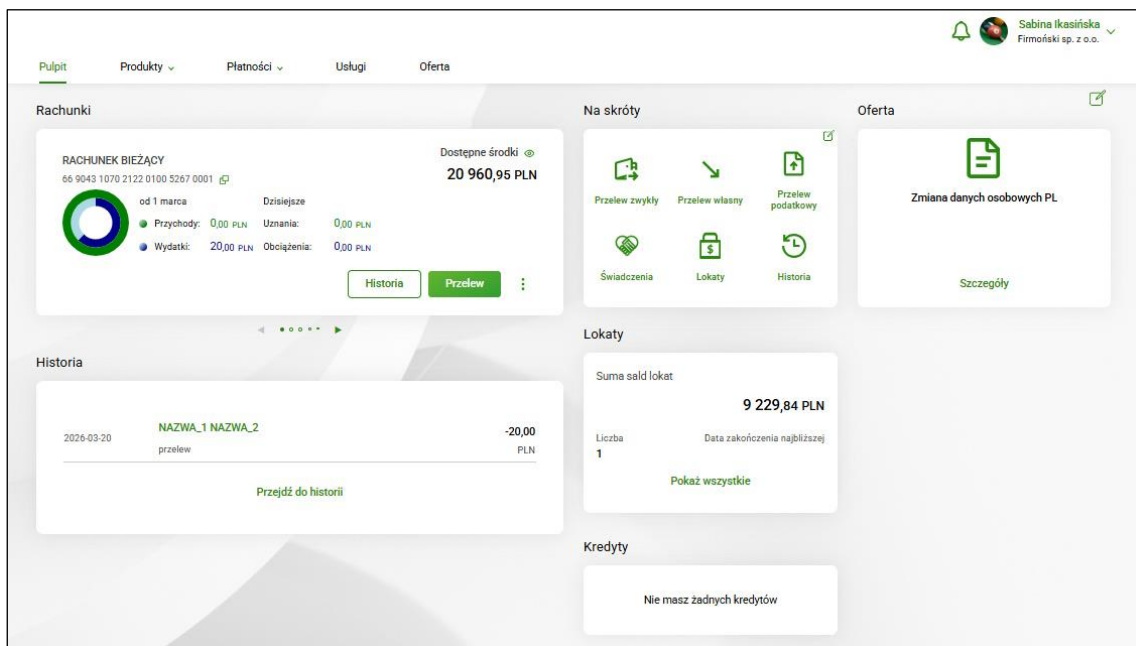 Sabina Ikasińska
Firmoński sp. z o.o.
Pulpit
Produkty
Płatności
Usługi
Oferta
Rachunki
RACHUNEK BIEŻĄCY
66 9043 1070 2122 0100 5267 0001
Dostępne środki
20 960,95 PLN
od 1 marca
Dzisiejsze
Przychody: 0,00 PLN Uznania: 0,00 PLN
Wydatki: 20,00 PLN Obciążenia: 0,00 PLN
Historia
Przelew
Historia
2026-03-20
NAZWA_1 NAZWA_2
przelew
-20,00
PLN
Przejdź do historii
Na skróty
Przelew zwykły
Przelew własny
Przelew
podatkowy
Świadczenia
Lokaty
Historia
Lokaty
Suma sald lokat
9 229,84 PLN
Liczba
1
Data zakończenia najbliższej
Pokaż wszystkie
Kredyty
Nie masz żadnych kredytów
Oferta
Zmiana danych osobowych PL
Szczegóły